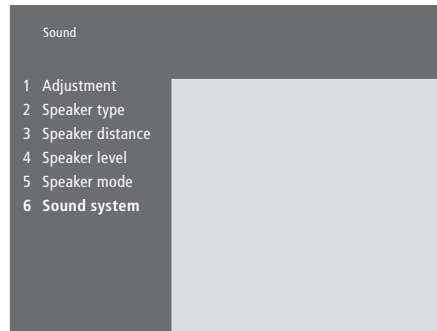 Sound
1 Adjustment
2 Speaker type
3 Speaker distance
4 Speaker level
5 Speaker mode
6 Sound system